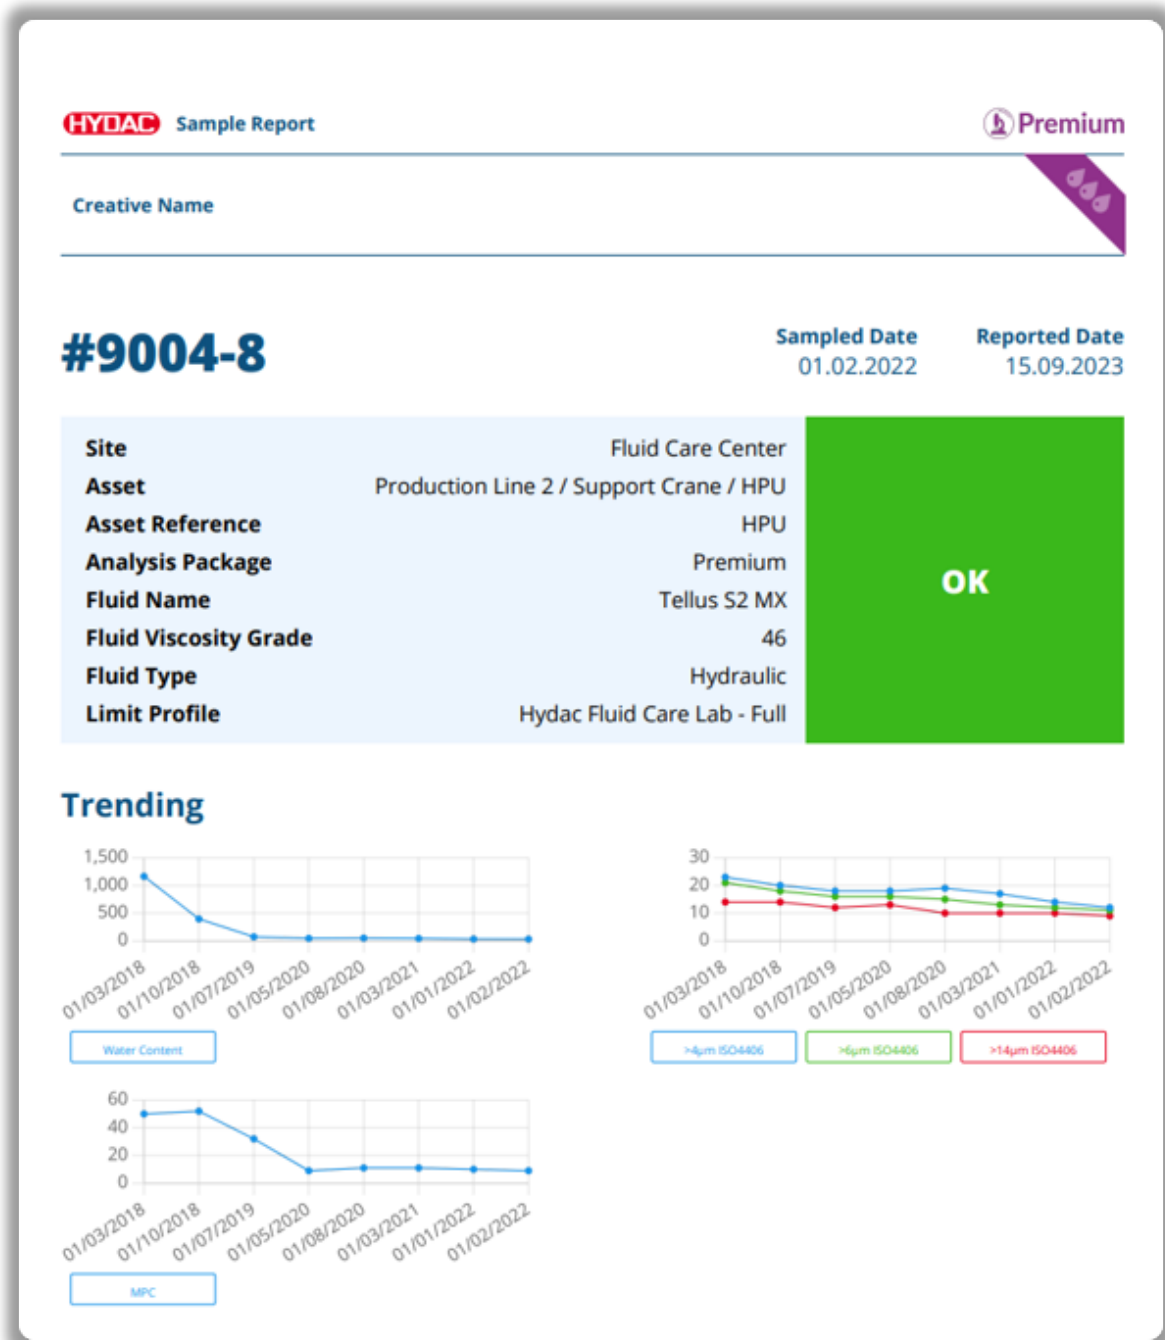 HYDAC Sample Report
Premium
Creative Name
#9004-8
Sampled Date Reported Date
01.02.2022 15.09.2023
Site Fluid Care Center
Asset Production Line 2 / Support Crane / HPU
Asset Reference HPU
Analysis Package Premium
Fluid Name Tellus S2 MX
Fluid Viscosity Grade 46
Fluid Type Hydraulic
Limit Profile Hydac Fluid Care Lab - Full
OK
Trending
1,500
1,000
500
0
01/03/2018 01/10/2018 01/07/2019 01/05/2020 01/08/2020 01/03/2021 01/01/2022 01/02/2022
Water Content
30
20
10
0
01/03/2018 01/10/2018 01/07/2019 01/05/2020 01/08/2020 01/03/2021 01/01/2022 01/02/2022
>4μm ISO4406 >6μm ISO4406 >14μm ISO4406
60
40
20
0
01/03/2018 01/10/2018 01/07/2019 01/05/2020 01/08/2020 01/03/2021 01/01/2022 01/02/2022
MPC